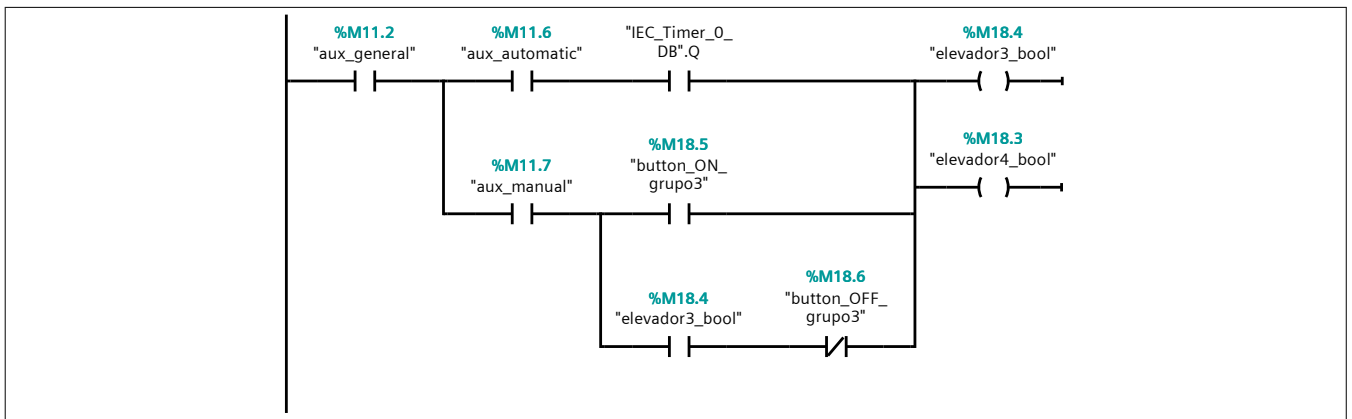 %M11.2
"aux_general"
%M11.6
"aux_automatic"
"IEC_Timer_0_
DB".Q
%M18.4
"elevador3_bool"
%M18.3
"elevador4_bool"
%M11.7
"aux_manual"
%M18.5
"button_ON_
grupo3"
%M18.4
"elevador3_bool"
%M18.6
"button_OFF_
grupo3"